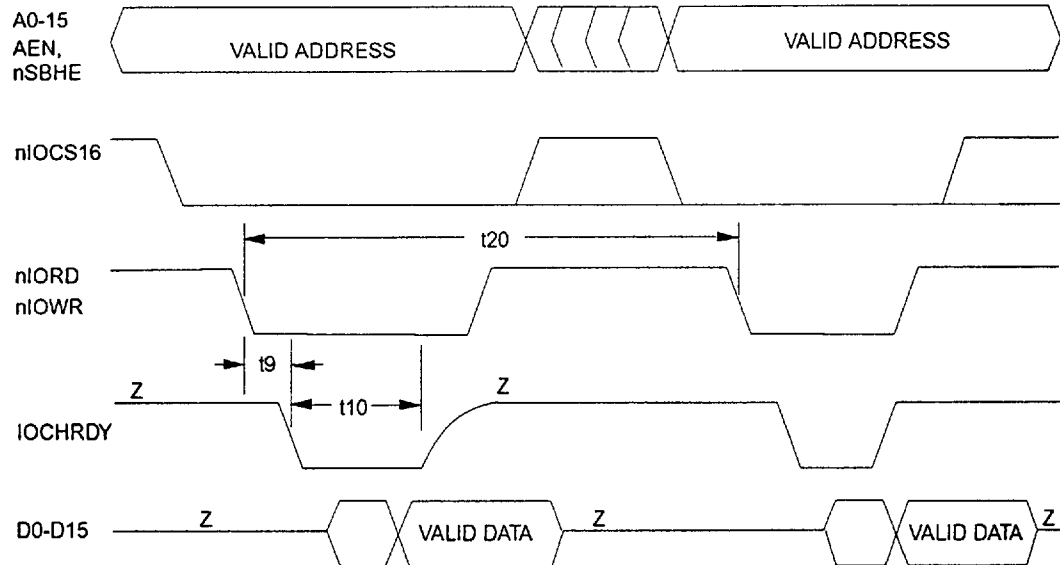 A0-15
AEN,
nSBHE
VALID ADDRESS
VALID ADDRESS
nIOCS16
t20
nIORD
nIOWR
t9
Z
t10
Z
IOCHRDY
D0-D15
Z
VALID DATA
Z
VALID DATA
Z